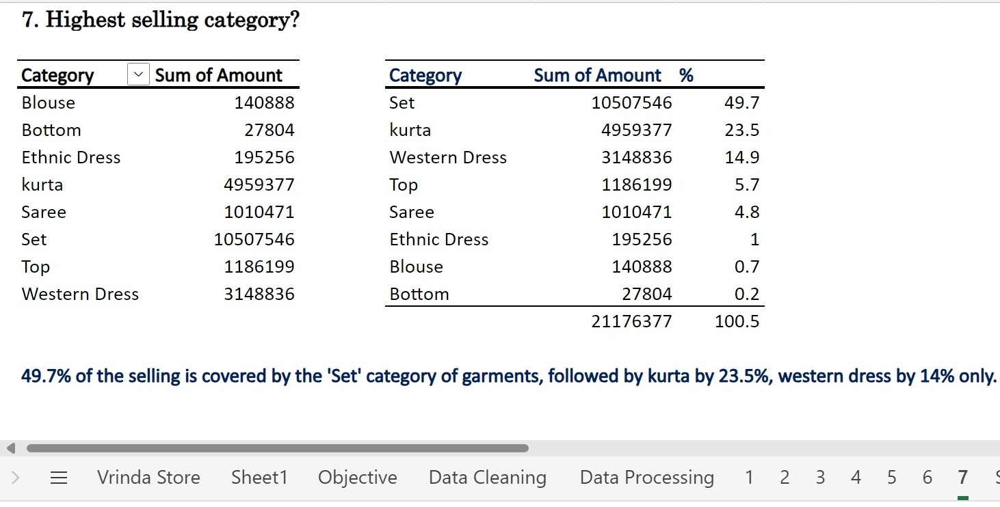 7. Highest selling category?
Category Sum of Amount
Blouse 140888
Bottom 27804
Ethnic Dress 195256
kurta 4959377
Saree 1010471
Set 10507546
Top 1186199
Western Dress 3148836
Category Sum of Amount %
Set 10507546 49.7
kurta 4959377 23.5
Western Dress 3148836 14.9
Top 1186199 5.7
Saree 1010471 4.8
Ethnic Dress 195256 1
Blouse 140888 0.7
Bottom 27804 0.2
21176377 100.5
49.7% of the selling is covered by the 'Set' category of garments, followed by kurta by 23.5%, western dress by 14% only.
Vrinda Store Sheet1 Objective Data Cleaning Data Processing 1 2 3 4 5 6 7